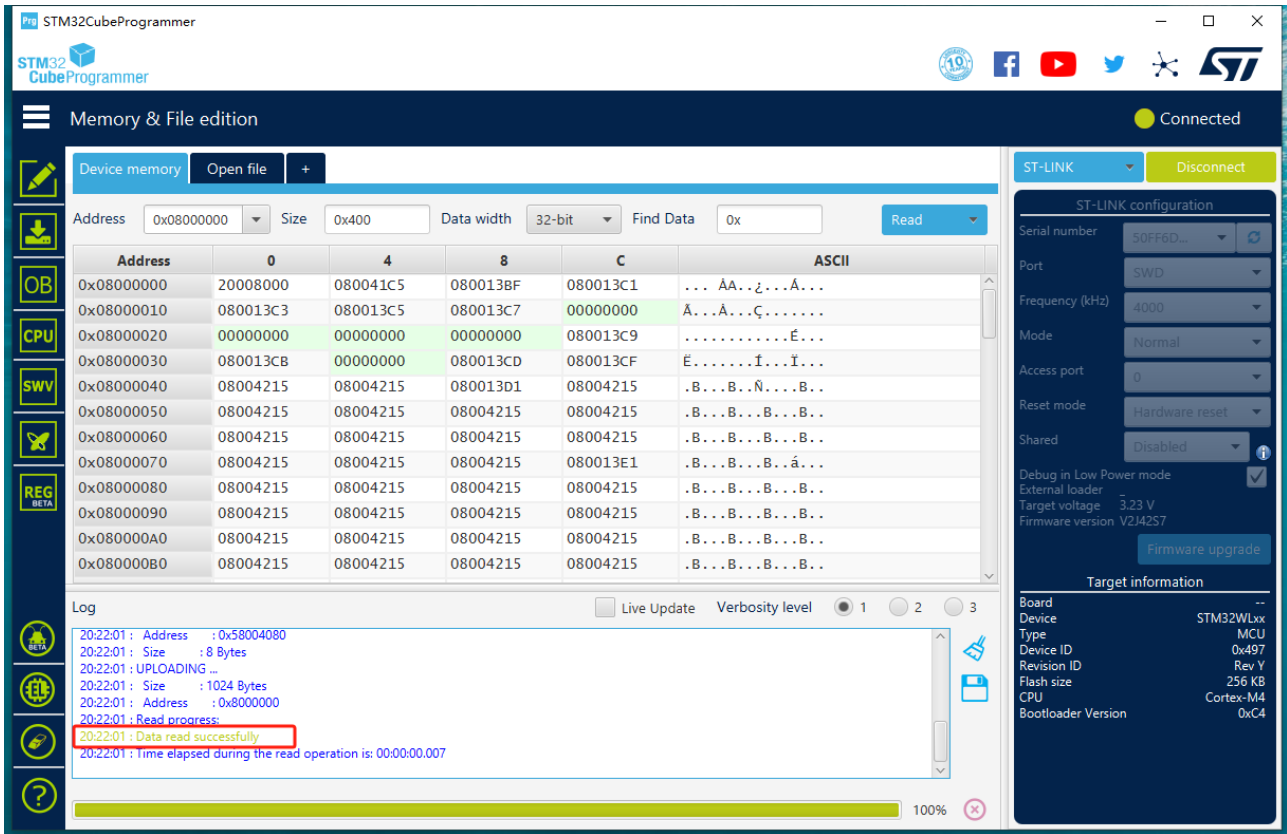 Prg STM32CubeProgrammer
STM32
CubeProgrammer
10
ST
Memory & File edition
Connected
Device memory Open file +
ST-LINK Disconnect
Address 0x08000000 Size 0x400 Data width 32-bit Find Data 0x Read
Address 0 4 8 C ASCII
0x08000000 20008000 080041C5 080013BF 080013C1 ... ÅA..¿...Á...
0x08000010 080013C3 080013C5 080013C7 00000000 Ã...Å...Ç.......
0x08000020 00000000 00000000 00000000 080013C9 ............É...
0x08000030 080013CB 00000000 080013CD 080013CF Ë.......Í...Ï...
0x08000040 08004215 08004215 080013D1 08004215 .B...B..Ñ....B..
0x08000050 08004215 08004215 08004215 08004215 .B...B...B...B..
0x08000060 08004215 08004215 08004215 08004215 .B...B...B...B..
0x08000070 08004215 08004215 08004215 080013E1 .B...B...B..á...
0x08000080 08004215 08004215 08004215 08004215 .B...B...B...B..
0x08000090 08004215 08004215 08004215 08004215 .B...B...B...B..
0x080000A0 08004215 08004215 08004215 08004215 .B...B...B...B..
0x080000B0 08004215 08004215 08004215 08004215 .B...B...B...B..
OB
CPU
SWV
REG
BETA
BETA
EL
?
Log Live Update Verbosity level 1 2 3
20:22:01 : Address : 0x58004080
20:22:01 : Size : 8 Bytes
20:22:01 : UPLOADING ...
20:22:01 : Size : 1024 Bytes
20:22:01 : Address : 0x8000000
20:22:01 : Read progress:
20:22:01 : Data read successfully
20:22:01 : Time elapsed during the read operation is: 00:00:00.007
100%
ST-LINK configuration
Serial number 50FF6D...
Port SWD
Frequency (kHz) 4000
Mode Normal
Access port 0
Reset mode Hardware reset
Shared Disabled
Debug in Low Power mode
External loader _
Target voltage 3.23 V
Firmware version V2J42S7
Firmware upgrade
Target information
Board --
Device STM32WLxx
Type MCU
Device ID 0x497
Revision ID Rev Y
Flash size 256 KB
CPU Cortex-M4
Bootloader Version 0xC4